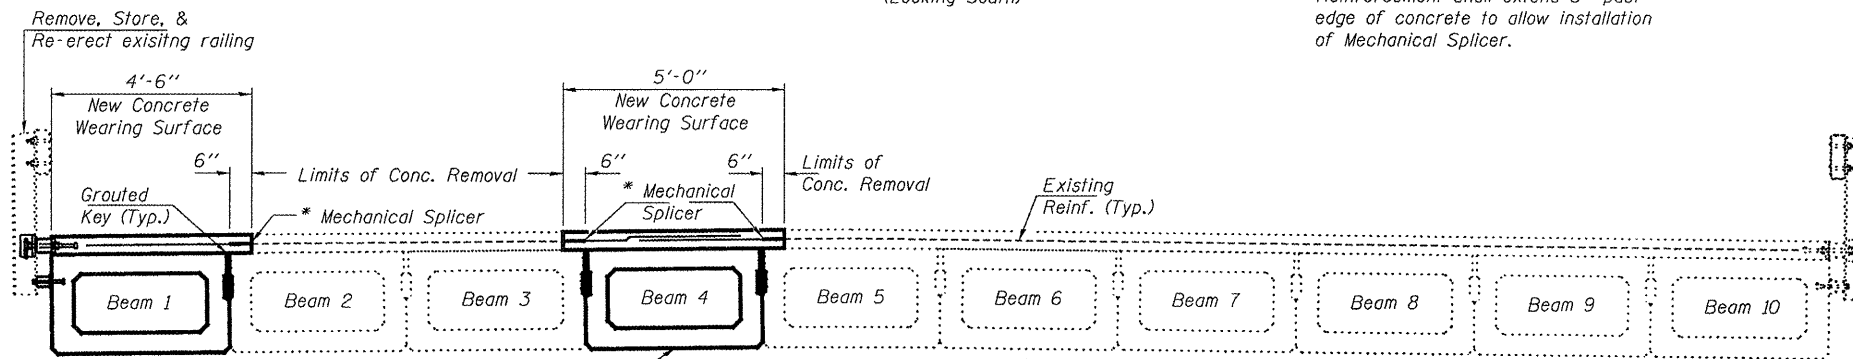 Remove, Store, &
Re-erect exisitng railing
edge of concrete to allow installation
of Mechanical Splicer.
4'-6"
New Concrete
Wearing Surface
5'-0"
New Concrete
Wearing Surface
6"
Limits of Conc. Removal
6"
6"
Limits of
Conc. Removal
Grouted
Key (Typ.)
* Mechanical Splicer
* Mechanical
Splicer
Existing
Reinf. (Typ.)
Beam 1
Beam 2
Beam 3
Beam 4
Beam 5
Beam 6
Beam 7
Beam 8
Beam 9
Beam 10